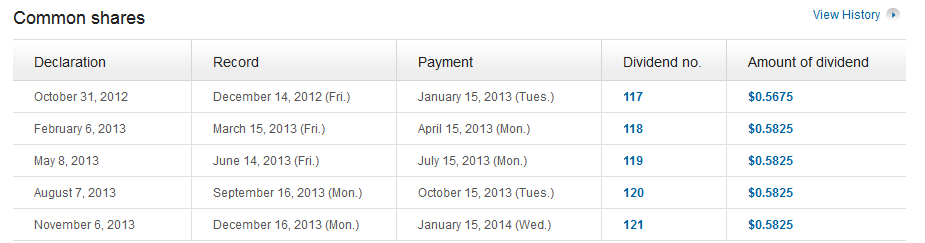 Common shares
View History
Declaration Record Payment Dividend no. Amount of dividend
October 31, 2012 December 14, 2012 (Fri.) January 15, 2013 (Tues.) 117 $0.5675
February 6, 2013 March 15, 2013 (Fri.) April 15, 2013 (Mon.) 118 $0.5825
May 8, 2013 June 14, 2013 (Fri.) July 15, 2013 (Mon.) 119 $0.5825
August 7, 2013 September 16, 2013 (Mon.) October 15, 2013 (Tues.) 120 $0.5825
November 6, 2013 December 16, 2013 (Mon.) January 15, 2014 (Wed.) 121 $0.5825